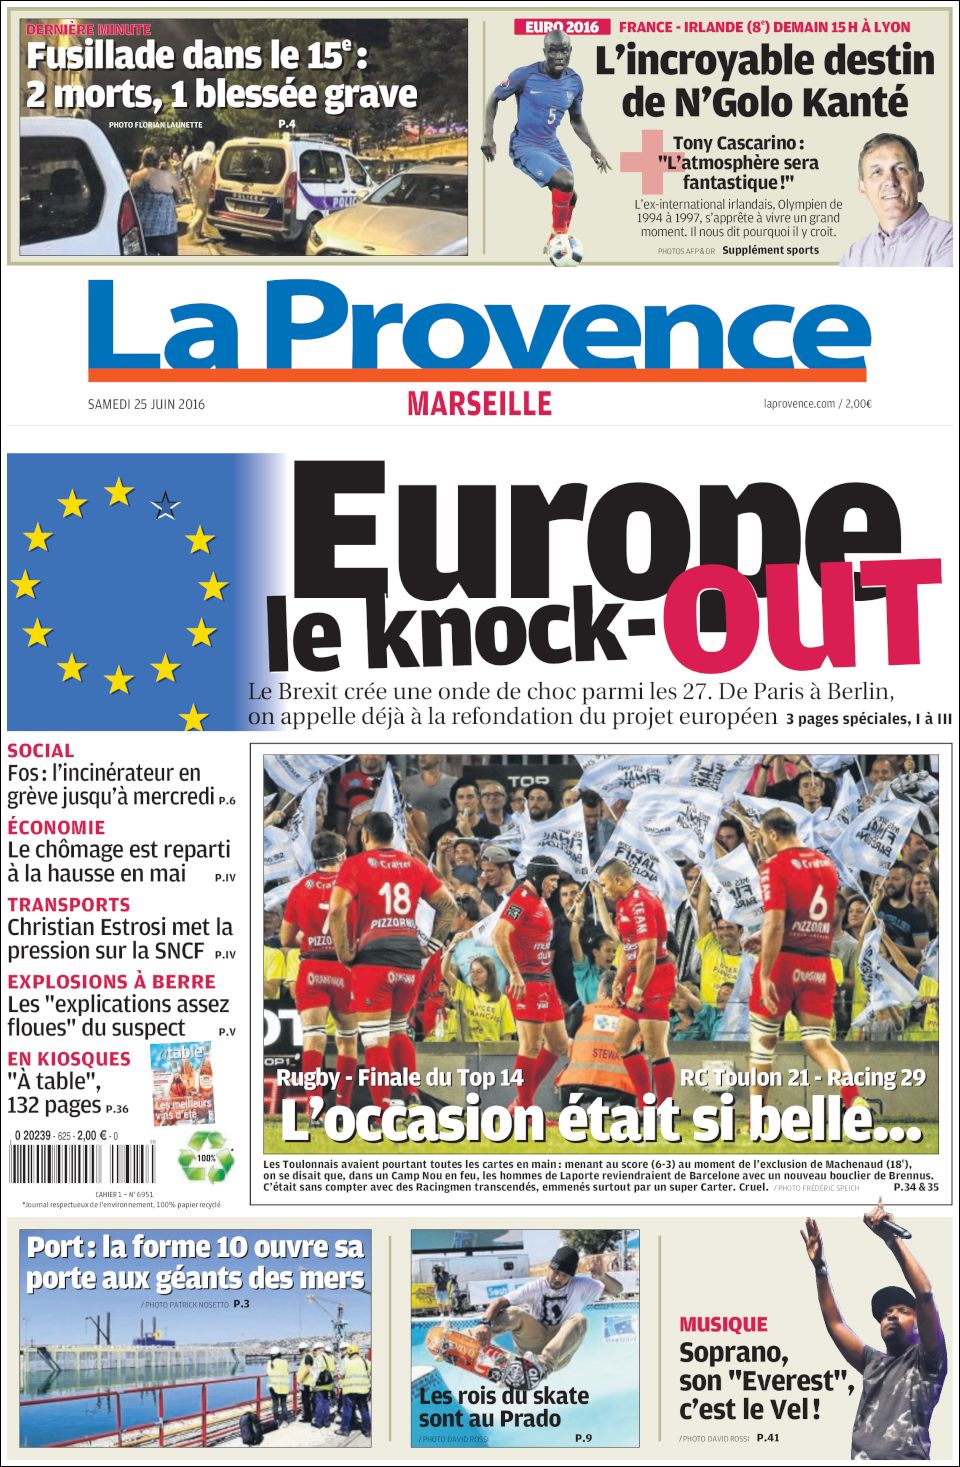 DERNIÈRE MINUTE
Fusillade dans le 15e :
2 morts, 1 blessée grave
PHOTO FLORIAN LAUNETTE P.4
POLICE
EURO 2016 FRANCE - IRLANDE (8e) DEMAIN 15 H À LYON
L'incroyable destin
de N'Golo Kanté
5
Tony Cascarino :
"L'atmosphère sera
fantastique !"
L'ex-international irlandais, Olympien de
1994 à 1997, s'apprête à vivre un grand
moment. Il nous dit pourquoi il y croit.
PHOTOS AFP & DR Supplément sports
La Provence
SAMEDI 25 JUIN 2016
MARSEILLE
laprovence.com / 2,00€
Europe
le knock-OUT
Le Brexit crée une onde de choc parmi les 27. De Paris à Berlin,
on appelle déjà à la refondation du projet européen 3 pages spéciales, I à III
SOCIAL
Fos : l'incinérateur en
grève jusqu'à mercredi P.6
ÉCONOMIE
Le chômage est reparti
à la hausse en mai P.IV
TRANSPORTS
Christian Estrosi met la
pression sur la SNCF P.IV
EXPLOSIONS À BERRE
Les "explications assez
floues" du suspect P.V
EN KIOSQUES
"À table",
132 pages P.36
àtable
Les meilleurs
vins d'été
0 20239 - 625 - 2,00 € - 0
100%
CAHIER 1 - N° 6951
*Journal respectueux de l'environnement, 100% papier recyclé
TOP
Crafter
18
PIZZORNO
6
TEAM
STEWA
TOP 14
Rugby - Finale du Top 14
RC Toulon 21 - Racing 29
L'occasion était si belle...
Les Toulonnais avaient pourtant toutes les cartes en main : menant au score (6-3) au moment de l'exclusion de Machenaud (18e),
on se disait que, dans un Camp Nou en feu, les hommes de Laporte reviendraient de Barcelone avec un nouveau bouclier de Brennus.
C'était sans compter avec des Racingmen transcendés, emmenés surtout par un super Carter. Cruel. / PHOTO FRÉDÉRIC SPEICH P.34 & 35
Port : la forme 10 ouvre sa
porte aux géants des mers
/ PHOTO PATRICK NOSETTO P.3
Les rois du skate
sont au Prado
/ PHOTO DAVID ROSSI P.9
MUSIQUE
Soprano,
son "Everest",
c'est le Vel !
/ PHOTO DAVID ROSSI P.41